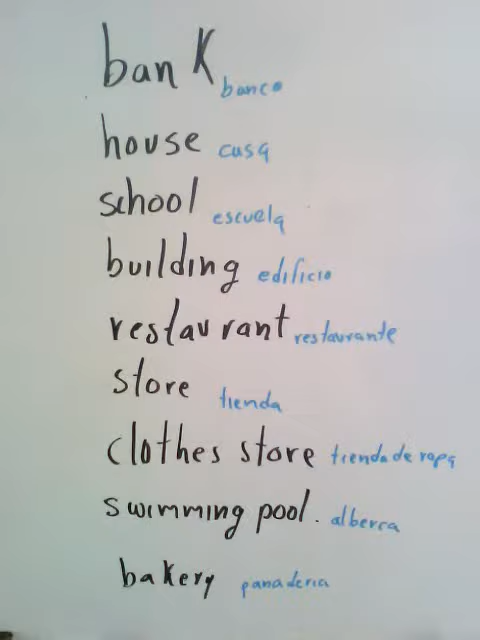 bank banco
house casa
school escuela
building edificio
restaurant restaurante
store tienda
clothes store tienda de ropa
swimming pool. alberca
bakery panaderia